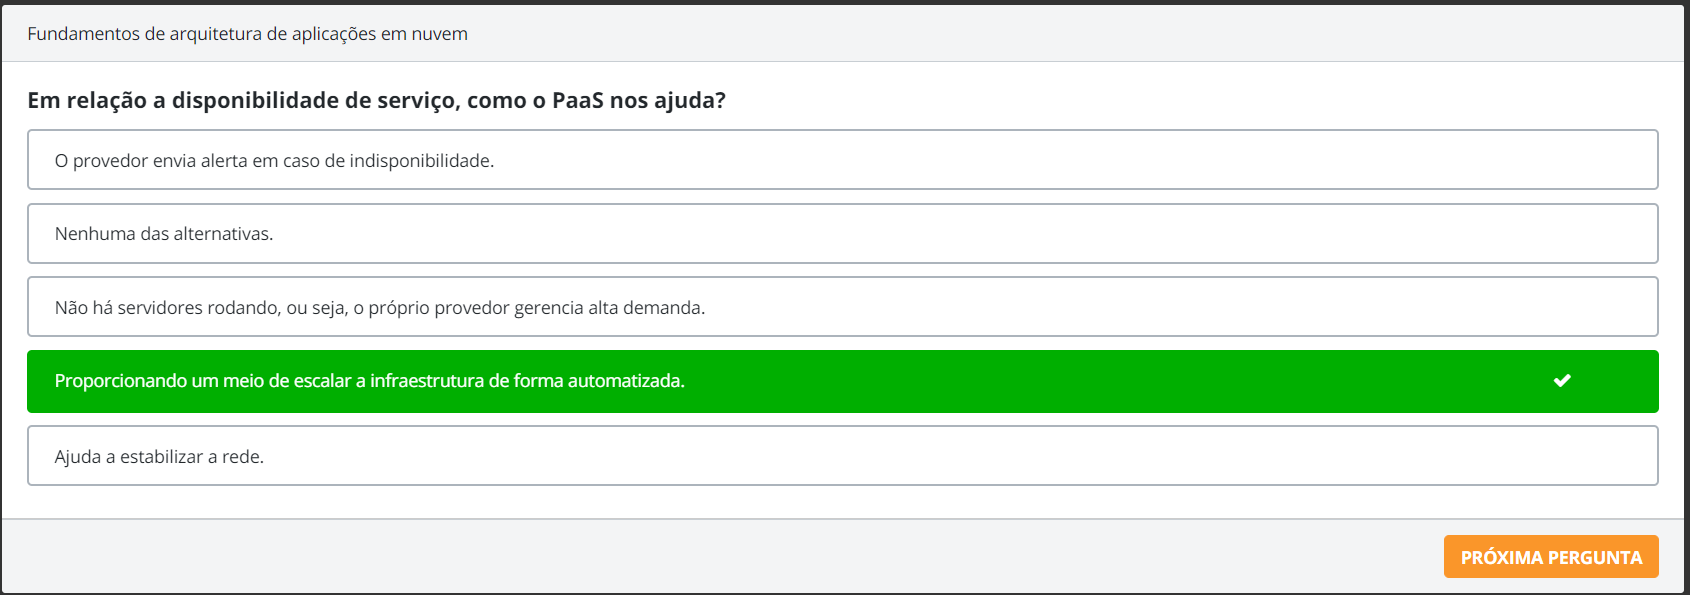 Fundamentos de arquitetura de aplicações em nuvem
Em relação a disponibilidade de serviço, como o PaaS nos ajuda?
O provedor envia alerta em caso de indisponibilidade.
Nenhuma das alternativas.
Não há servidores rodando, ou seja, o próprio provedor gerencia alta demanda.
Proporcionando um meio de escalar a infraestrutura de forma automatizada.
Ajuda a estabilizar a rede.
PRÓXIMA PERGUNTA